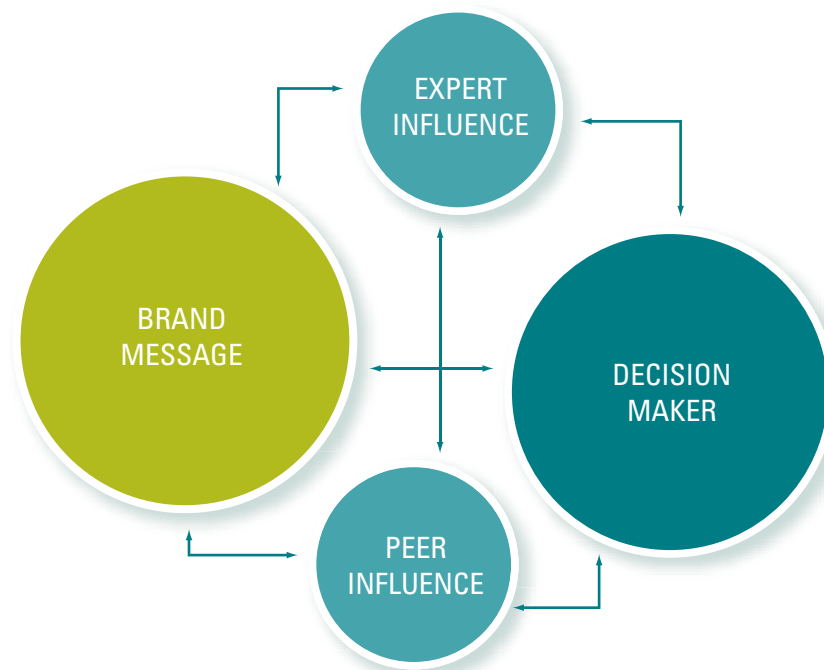 EXPERT
INFLUENCE
BRAND
MESSAGE
DECISION
MAKER
PEER
INFLUENCE